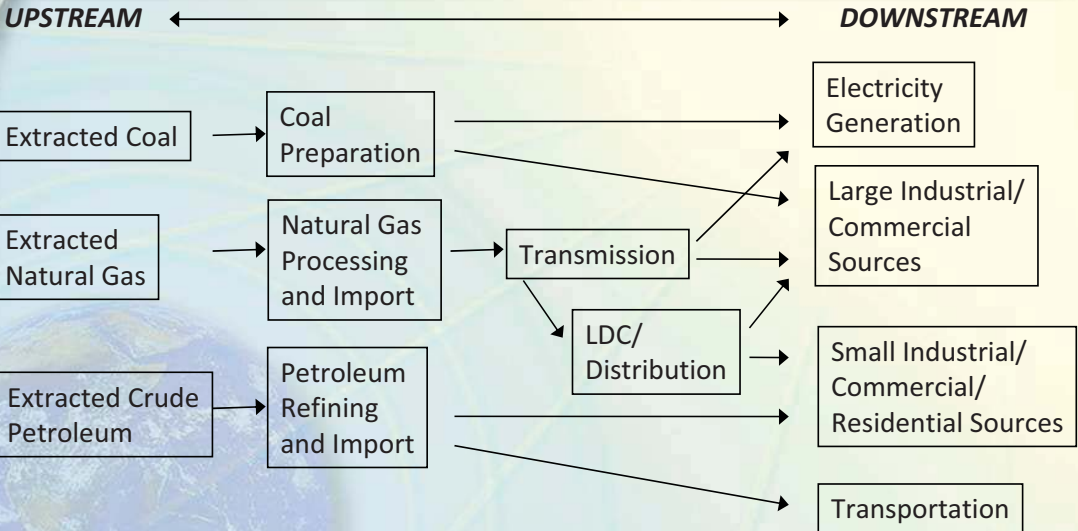 UPSTREAM
DOWNSTREAM
Extracted Coal
Coal
Preparation
Electricity
Generation
Extracted
Natural Gas
Natural Gas
Processing
and Import
Transmission
Large Industrial/
Commercial
Sources
LDC/
Distribution
Extracted Crude
Petroleum
Petroleum
Refining
and Import
Small Industrial/
Commercial/
Residential Sources
Transportation